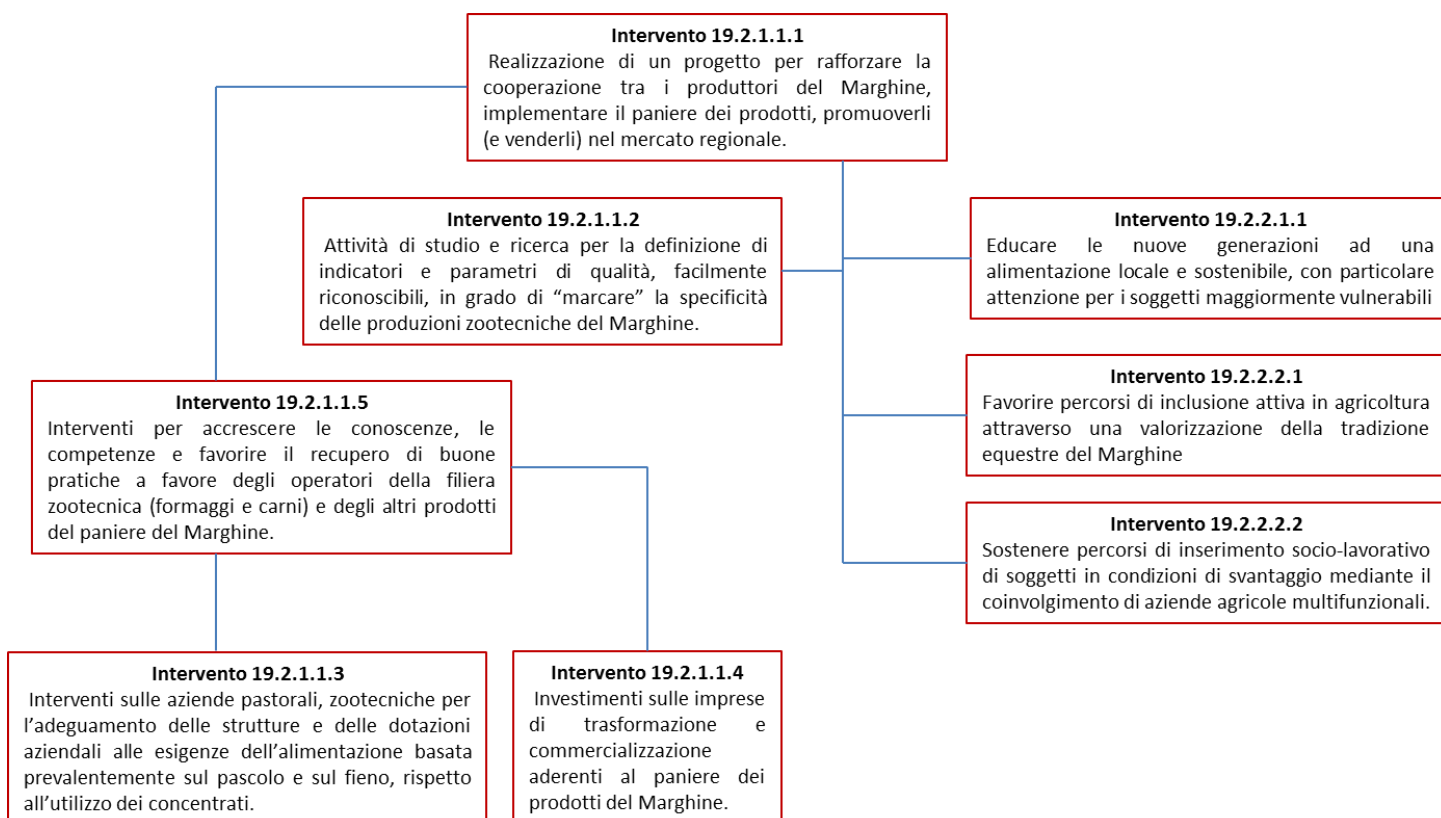 Intervento 19.2.1.1.1
Realizzazione di un progetto per rafforzare la
cooperazione tra i produttori del Marghine,
implementare il paniere dei prodotti, promuoverli
(e venderli) nel mercato regionale.
Intervento 19.2.1.1.2
Attività di studio e ricerca per la definizione di
indicatori e parametri di qualità, facilmente
riconoscibili, in grado di “marcare” la specificità
delle produzioni zootecniche del Marghine.
Intervento 19.2.2.1.1
Educare le nuove generazioni ad una
alimentazione locale e sostenibile, con particolare
attenzione per i soggetti maggiormente vulnerabili
Intervento 19.2.2.2.1
Favorire percorsi di inclusione attiva in agricoltura
attraverso una valorizzazione della tradizione
equestre del Marghine
Intervento 19.2.1.1.5
Interventi per accrescere le conoscenze, le
competenze e favorire il recupero di buone
pratiche a favore degli operatori della filiera
zootecnica (formaggi e carni) e degli altri prodotti
del paniere del Marghine.
Intervento 19.2.2.2.2
Sostenere percorsi di inserimento socio-lavorativo
di soggetti in condizioni di svantaggio mediante il
coinvolgimento di aziende agricole multifunzionali.
Intervento 19.2.1.1.3
Interventi sulle aziende pastorali, zootecniche per
l’adeguamento delle strutture e delle dotazioni
aziendali alle esigenze dell’alimentazione basata
prevalentemente sul pascolo e sul fieno, rispetto
all’utilizzo dei concentrati.
Intervento 19.2.1.1.4
Investimenti sulle imprese
di trasformazione e
commercializzazione
aderenti al paniere dei
prodotti del Marghine.